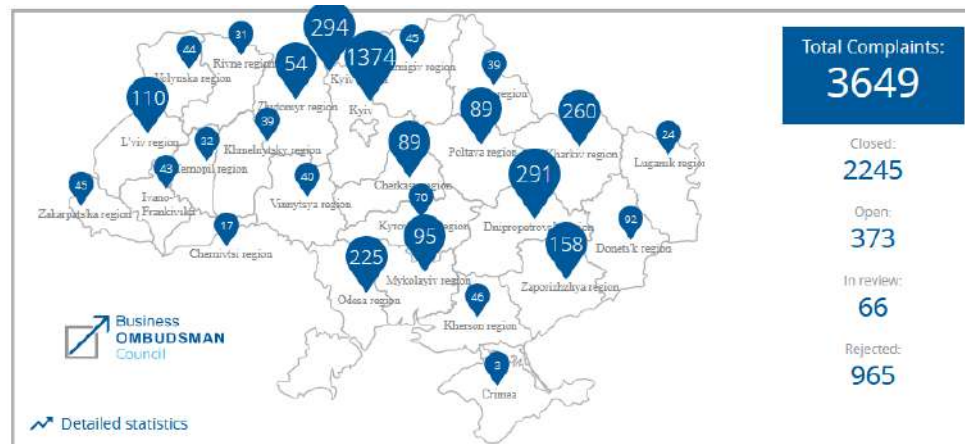 31
294
45
44
1374
39
Rivne region
54
Volynska region
110
Zhytomyr region
Kyiv
89
260
L'viv region
39
32
Khmelnytsky region
89
Poltava region
Kharkiv region
24
Lugansk region
43
291
45
40
Cherkasy region
Ivano-
Frankivsk
Vinnytsya region
70
Zakarpatska region
17
95
92
Chernivtsi region
225
158
Donetsk region
Mykolayiv region
Odesa region
Zaporizhzhya region
46
Kherson region
3
Crimea
Total Complaints:
3649
Closed:
2245
Open:
373
In review:
66
Rejected:
965
Business
OMBUDSMAN
Council
Detailed statistics